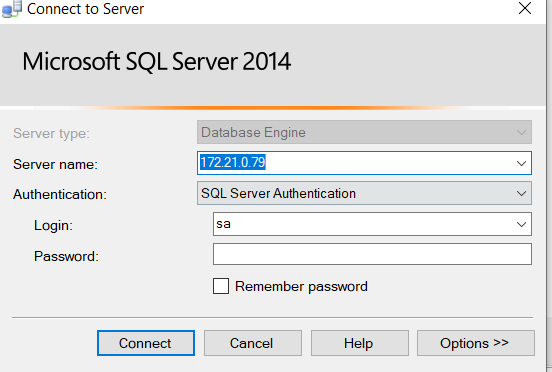 Connect to Server
Microsoft SQL Server 2014
Server type: Database Engine
Server name: 172.21.0.79
Authentication: SQL Server Authentication
Login: sa
Password:
Remember password
Connect Cancel Help Options >>